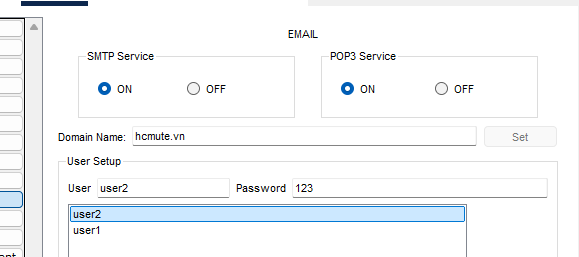 EMAIL
SMTP Service
POP3 Service
ON OFF
ON OFF
Domain Name: hcmute.vn Set
User Setup
User user2 Password 123
user2
user1